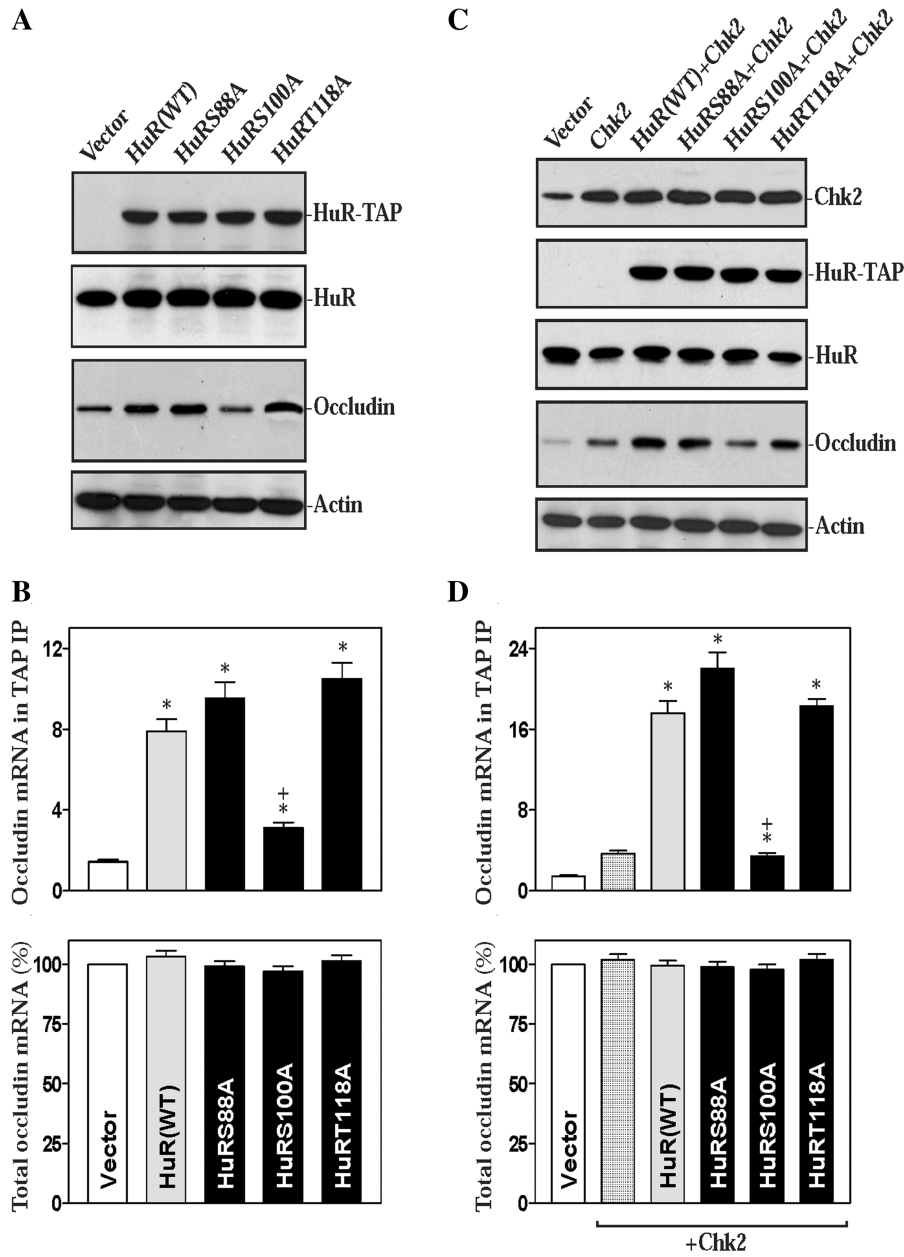 A
Vector
HuR(WT)
HuRS88A
HuRS100A
HuRT118A
-HuR-TAP
-HuR
-Occludin
-Actin
C
Vector
Chk2
HuR(WT)+Chk2
HuRS88A+Chk2
HuRS100A+Chk2
HuRT118A+Chk2
-Chk2
-HuR-TAP
-HuR
-Occludin
-Actin
B
Occludin mRNA in TAP IP
12
8
4
0
*
*
+
*
*
Total occludin mRNA (%)
100
75
50
25
0
Vector
HuR(WT)
HuRS88A
HuRS100A
HuRT118A
D
Occludin mRNA in TAP IP
24
16
8
0
*
*
+
*
*
Total occludin mRNA (%)
100
75
50
25
0
Vector
HuR(WT)
HuRS88A
HuRS100A
HuRT118A
+Chk2